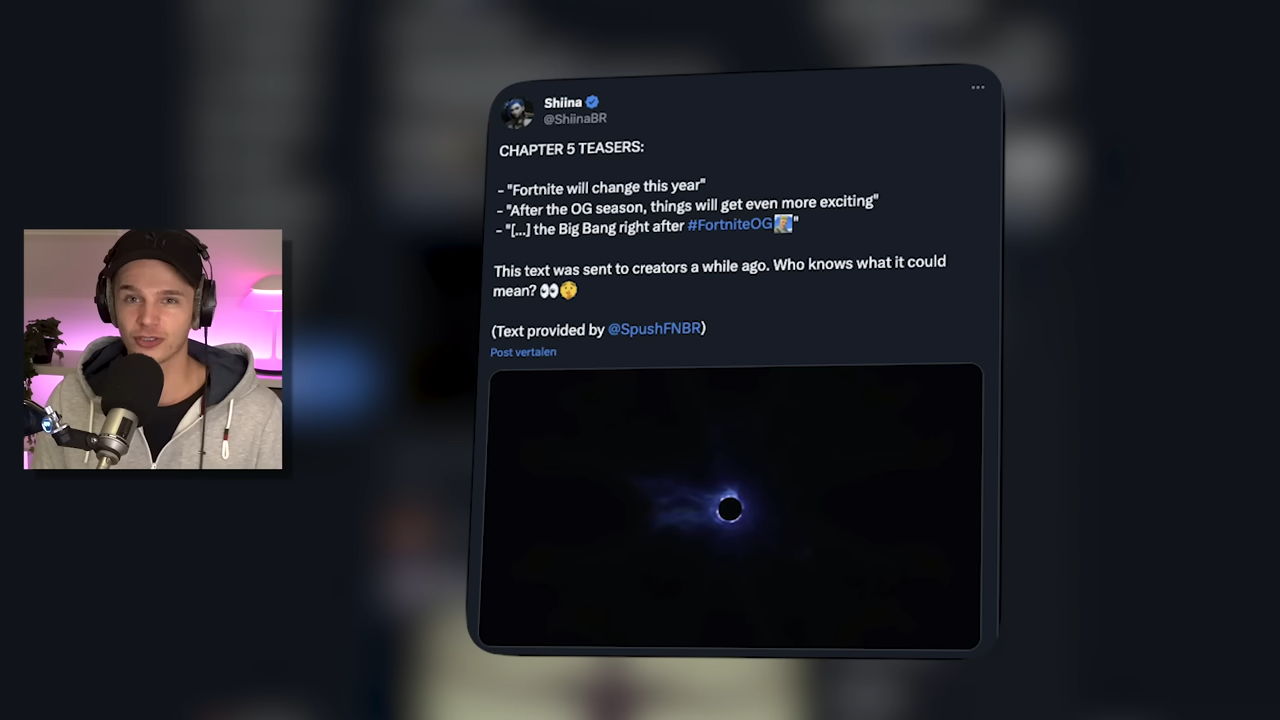 Shiina
@ShiinaBR
CHAPTER 5 TEASERS:
- "Fortnite will change this year"
- "After the OG season, things will get even more exciting"
- "[...] the Big Bang right after #FortniteOG"
This text was sent to creators a while ago. Who knows what it could
mean? 👀🤫
(Text provided by @SpushFNBR)
Post vertalen